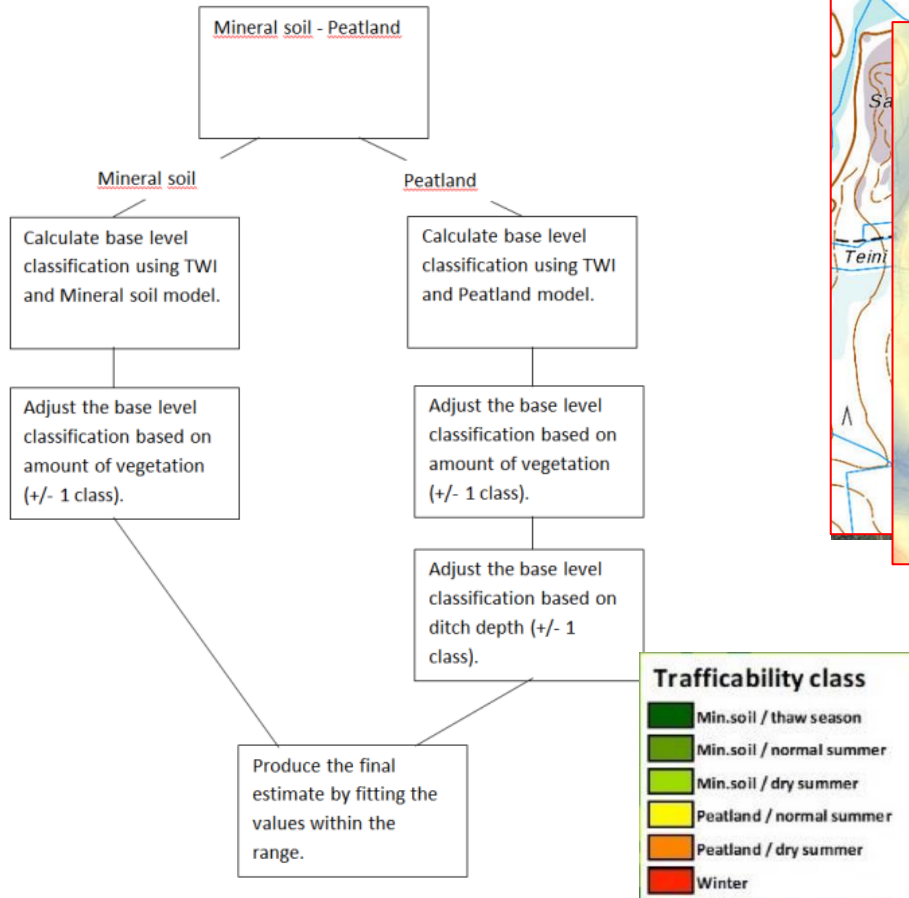 Mineral soil - Peatland
Mineral soil
Peatland
Calculate base level
classification using TWI
and Mineral soil model.
Calculate base level
classification using TWI
and Peatland model.
Adjust the base level
classification based on
amount of vegetation
(+/- 1 class).
Adjust the base level
classification based on
amount of vegetation
(+/- 1 class).
Adjust the base level
classification based on
ditch depth (+/- 1
class).
Produce the final
estimate by fitting the
values within the
range.
Sa
Teini
Trafficability class
Min.soil / thaw season
Min.soil / normal summer
Min.soil / dry summer
Peatland / normal summer
Peatland / dry summer
Winter